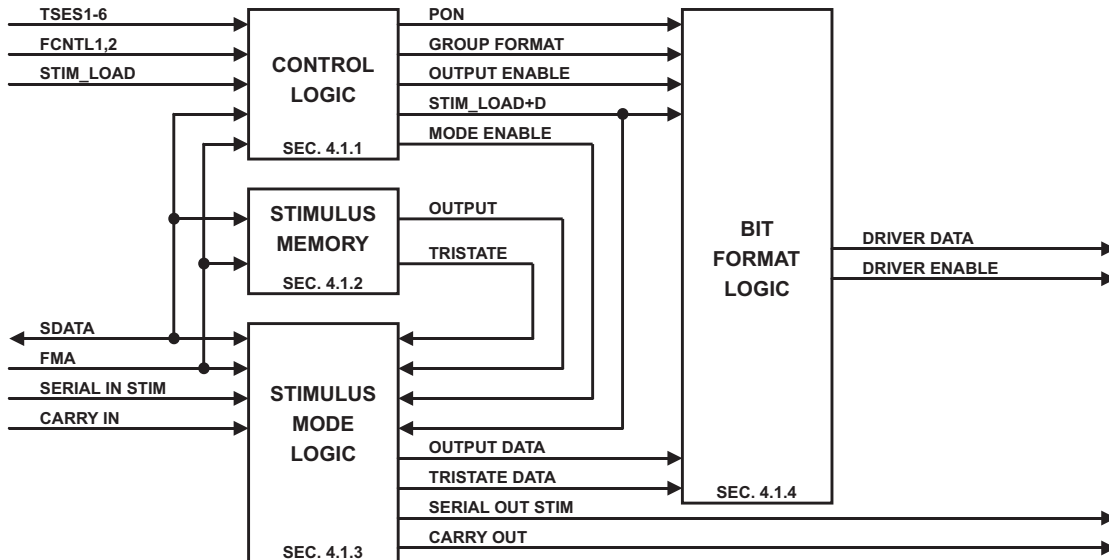 TSES1-6
FCNTL1,2
STIM_LOAD
CONTROL
LOGIC
SEC. 4.1.1
PON
GROUP FORMAT
OUTPUT ENABLE
STIM_LOAD+D
MODE ENABLE
STIMULUS
MEMORY
SEC. 4.1.2
OUTPUT
TRISTATE
BIT
FORMAT
LOGIC
SEC. 4.1.4
DRIVER DATA
DRIVER ENABLE
SDATA
FMA
SERIAL IN STIM
CARRY IN
STIMULUS
MODE
LOGIC
SEC. 4.1.3
OUTPUT DATA
TRISTATE DATA
SERIAL OUT STIM
CARRY OUT